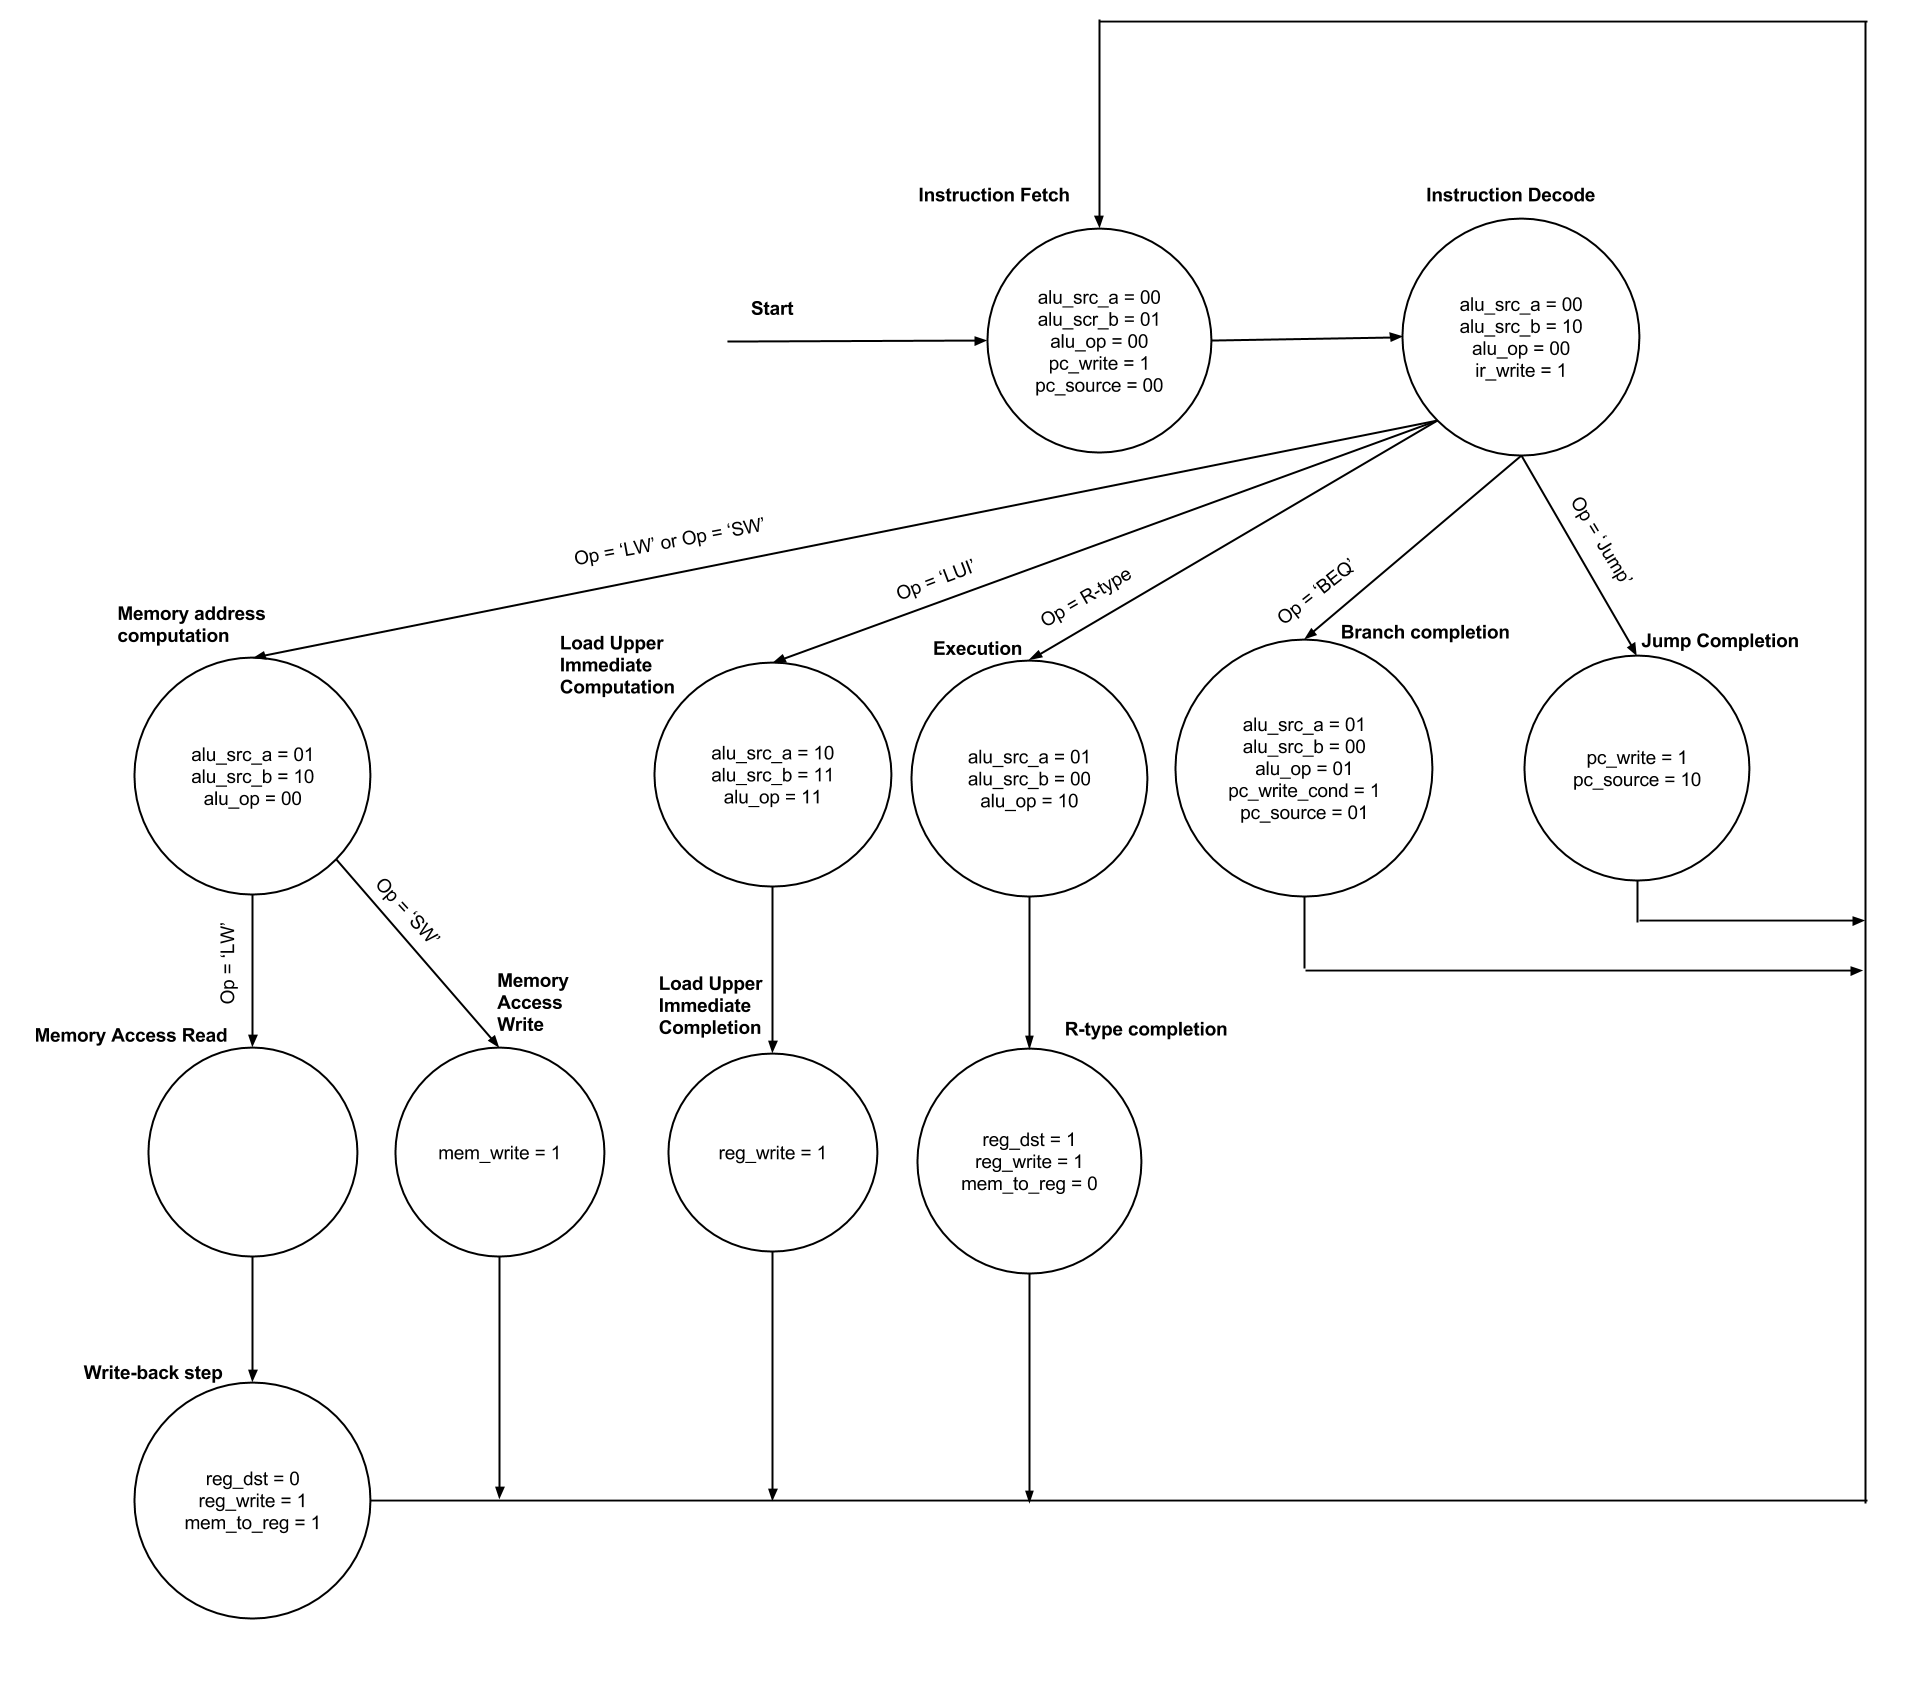 Instruction Fetch
Instruction Decode
Start
alu_src_a = 00
alu_scr_b = 01
alu_op = 00
pc_write = 1
pc_source = 00
alu_src_a = 00
alu_src_b = 10
alu_op = 00
ir_write = 1
Op = ‘LW’ or Op = ‘SW’
Op = ‘LUI’
Op = R-type
Op = ‘BEQ’
Op = ‘Jump’
Memory address
computation
Load Upper
Immediate
Computation
Execution
Branch completion
Jump Completion
alu_src_a = 01
alu_src_b = 10
alu_op = 00
alu_src_a = 10
alu_src_b = 11
alu_op = 11
alu_src_a = 01
alu_src_b = 00
alu_op = 10
alu_src_a = 01
alu_src_b = 00
alu_op = 01
pc_write_cond = 1
pc_source = 01
pc_write = 1
pc_source = 10
Op = ‘LW’
Op = ‘SW’
Memory Access Read
Memory
Access
Write
Load Upper
Immediate
Completion
R-type completion
mem_write = 1
reg_write = 1
reg_dst = 1
reg_write = 1
mem_to_reg = 0
Write-back step
reg_dst = 0
reg_write = 1
mem_to_reg = 1